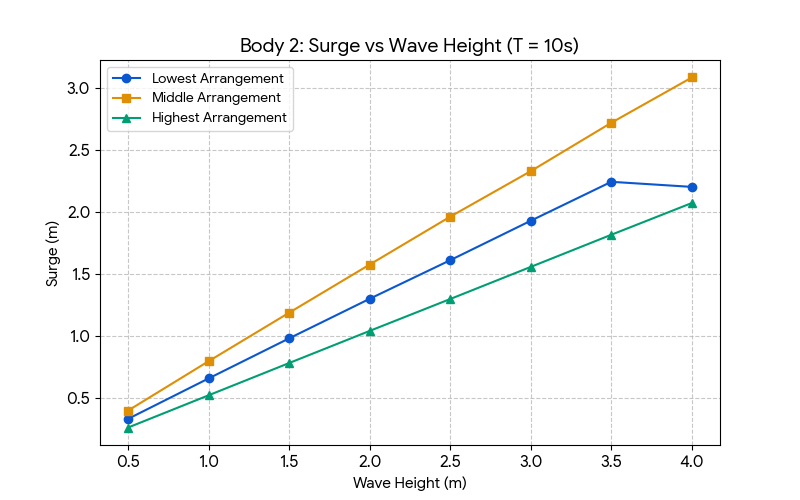 Body 2: Surge vs Wave Height (T = 10s)
Lowest Arrangement
Middle Arrangement
Highest Arrangement
Surge (m)
3.0
2.5
2.0
1.5
1.0
0.5
0.5 1.0 1.5 2.0 2.5 3.0 3.5 4.0
Wave Height (m)